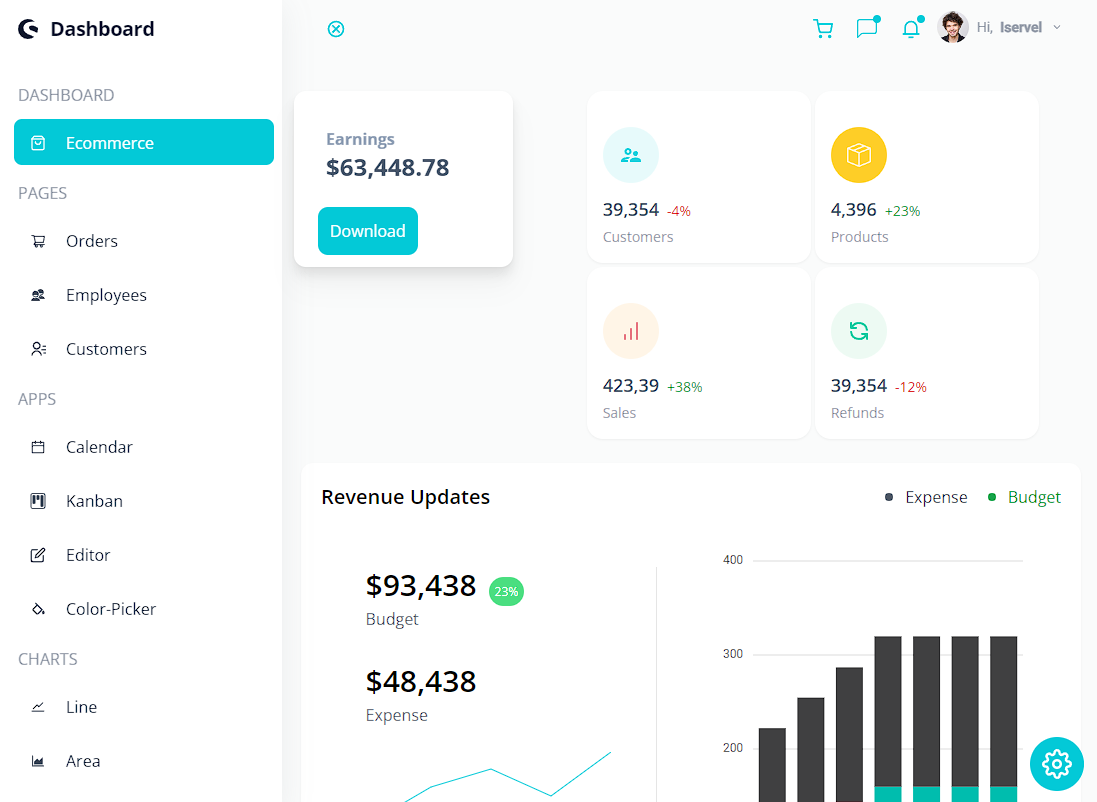 Dashboard
Hi, Iservel
DASHBOARD
Ecommerce
PAGES
Orders
Employees
Customers
APPS
Calendar
Kanban
Editor
Color-Picker
CHARTS
Line
Area
Earnings
$63,448.78
Download
39,354 -4%
Customers
4,396 +23%
Products
423,39 +38%
Sales
39,354 -12%
Refunds
Revenue Updates
Expense
Budget
$93,438 23%
Budget
$48,438
Expense
400
300
200